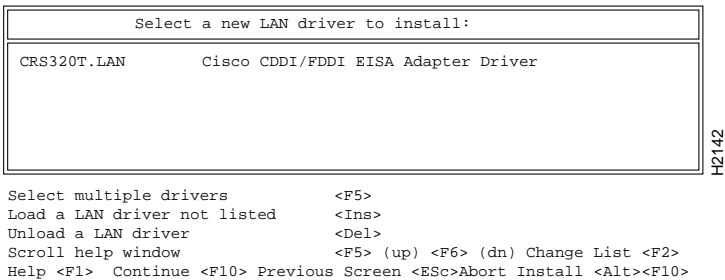 Select a new LAN driver to install:
CRS320T.LAN Cisco CDDI/FDDI EISA Adapter Driver
H2142
Select multiple drivers <F5>
Load a LAN driver not listed <Ins>
Unload a LAN driver <Del>
Scroll help window <F5> (up) <F6> (dn) Change List <F2>
Help <F1> Continue <F10> Previous Screen <ESc>Abort Install <Alt><F10>